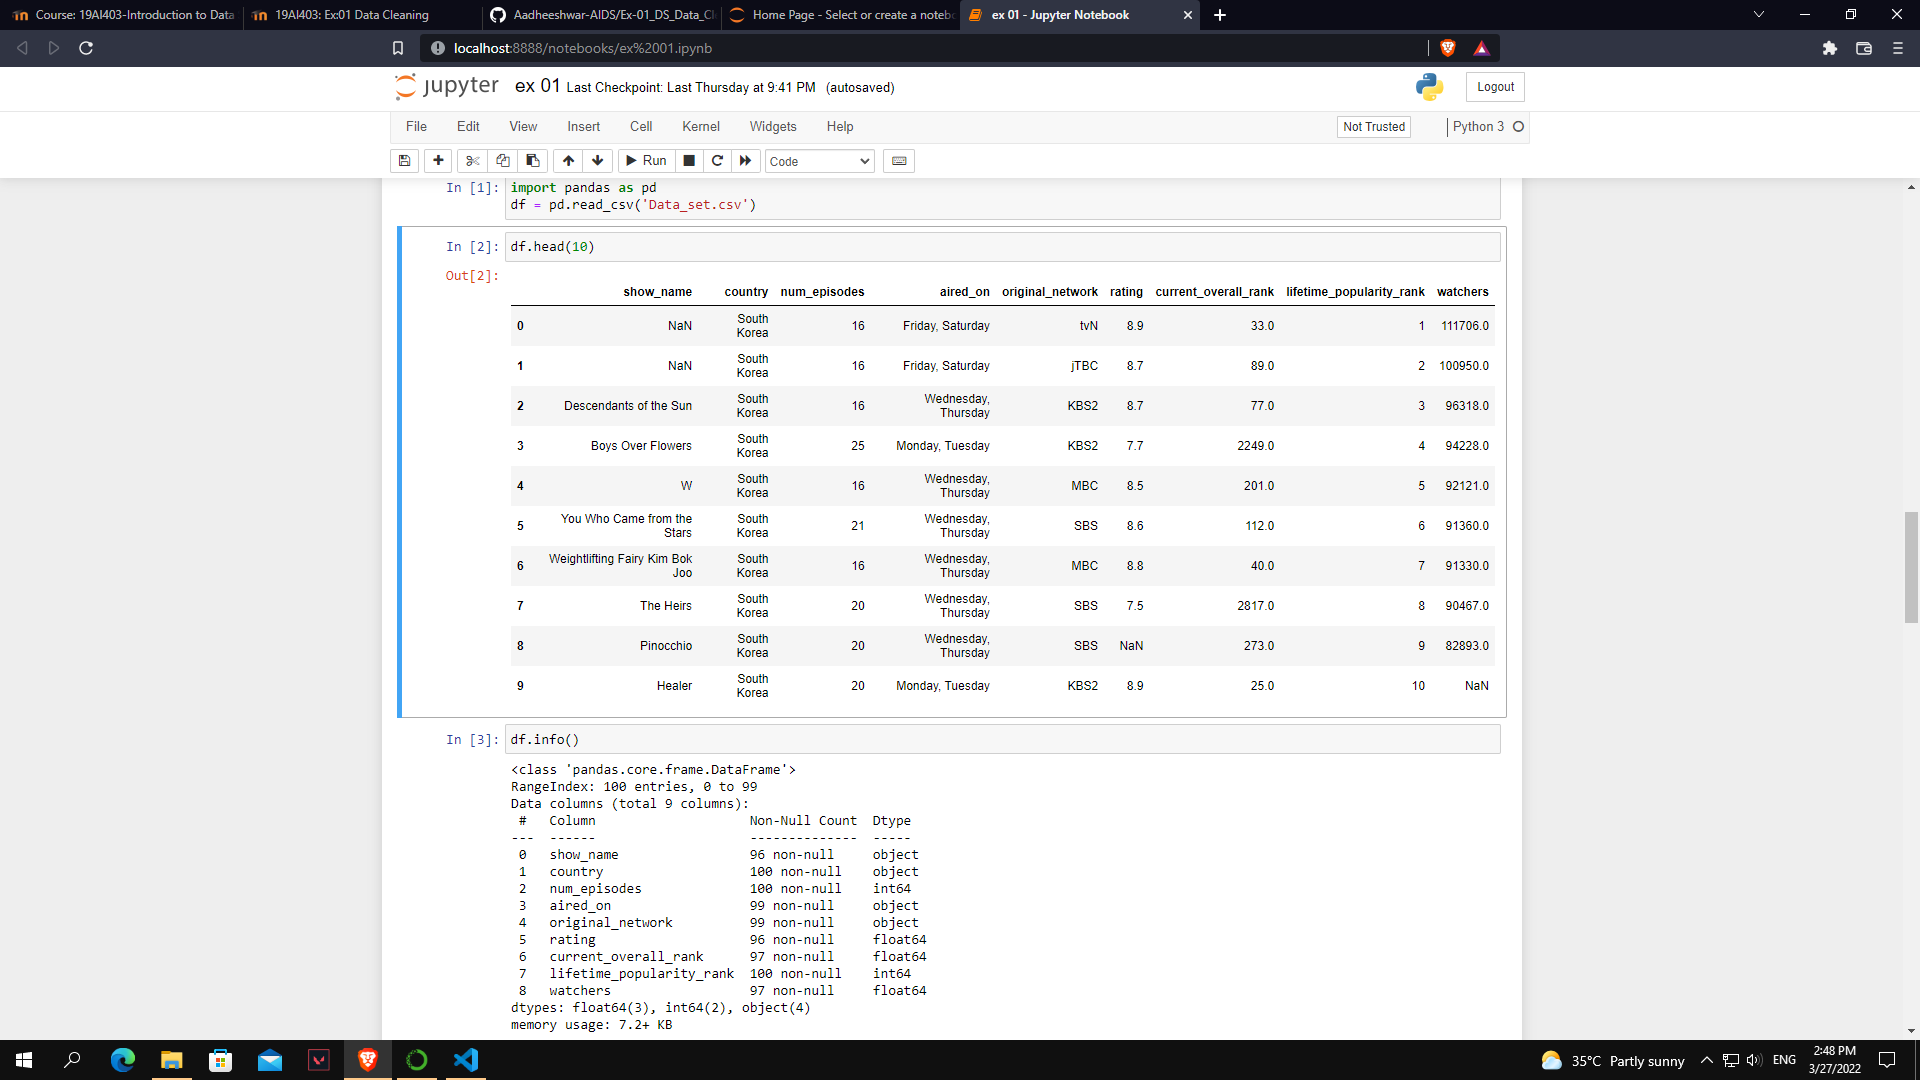 Course: 19AI403-Introduction to Data
19AI403: Ex:01 Data Cleaning
Aadheeshwar-AIDS/Ex-01_DS_Data_Cl
Home Page - Select or create a noteb
ex 01 - Jupyter Notebook
localhost:8888/notebooks/ex%2001.ipynb
jupyter ex 01 Last Checkpoint: Last Thursday at 9:41 PM (autosaved)
Logout
File Edit View Insert Cell Kernel Widgets Help
Not Trusted
Python 3
Run
Code
In [1]: import pandas as pd
df = pd.read_csv('Data_set.csv')
In [2]: df.head(10)
Out[2]:
show_name country num_episodes aired_on original_network rating current_overall_rank lifetime_popularity_rank watchers
0 NaN South Korea 16 Friday, Saturday tvN 8.9 33.0 1 111706.0
1 NaN South Korea 16 Friday, Saturday jTBC 8.7 89.0 2 100950.0
2 Descendants of the Sun South Korea 16 Wednesday, Thursday KBS2 8.7 77.0 3 96318.0
3 Boys Over Flowers South Korea 25 Monday, Tuesday KBS2 7.7 2249.0 4 94228.0
4 W South Korea 16 Wednesday, Thursday MBC 8.5 201.0 5 92121.0
5 You Who Came from the Stars South Korea 21 Wednesday, Thursday SBS 8.6 112.0 6 91360.0
6 Weightlifting Fairy Kim Bok Joo South Korea 16 Wednesday, Thursday MBC 8.8 40.0 7 91330.0
7 The Heirs South Korea 20 Wednesday, Thursday SBS 7.5 2817.0 8 90467.0
8 Pinocchio South Korea 20 Wednesday, Thursday SBS NaN 273.0 9 82893.0
9 Healer South Korea 20 Monday, Tuesday KBS2 8.9 25.0 10 NaN
In [3]: df.info()
<class 'pandas.core.frame.DataFrame'>
RangeIndex: 100 entries, 0 to 99
Data columns (total 9 columns):
# Column Non-Null Count Dtype
--- ------ -------------- -----
0 show_name 96 non-null object
1 country 100 non-null object
2 num_episodes 100 non-null int64
3 aired_on 99 non-null object
4 original_network 99 non-null object
5 rating 96 non-null float64
6 current_overall_rank 97 non-null float64
7 lifetime_popularity_rank 100 non-null int64
8 watchers 97 non-null float64
dtypes: float64(3), int64(2), object(4)
memory usage: 7.2+ KB
35°C Partly sunny
ENG
2:48 PM
3/27/2022